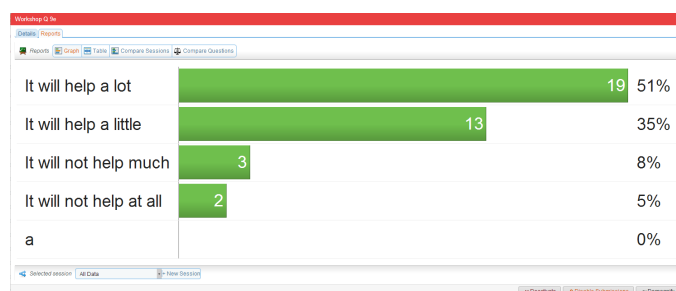 Workshop Q 9e
Details Reports
Reports Graph Table Compare Sessions Compare Questions
It will help a lot 19 51%
It will help a little 13 35%
It will not help much 3 8%
It will not help at all 2 5%
a 0%
Selected session All Data + New Session